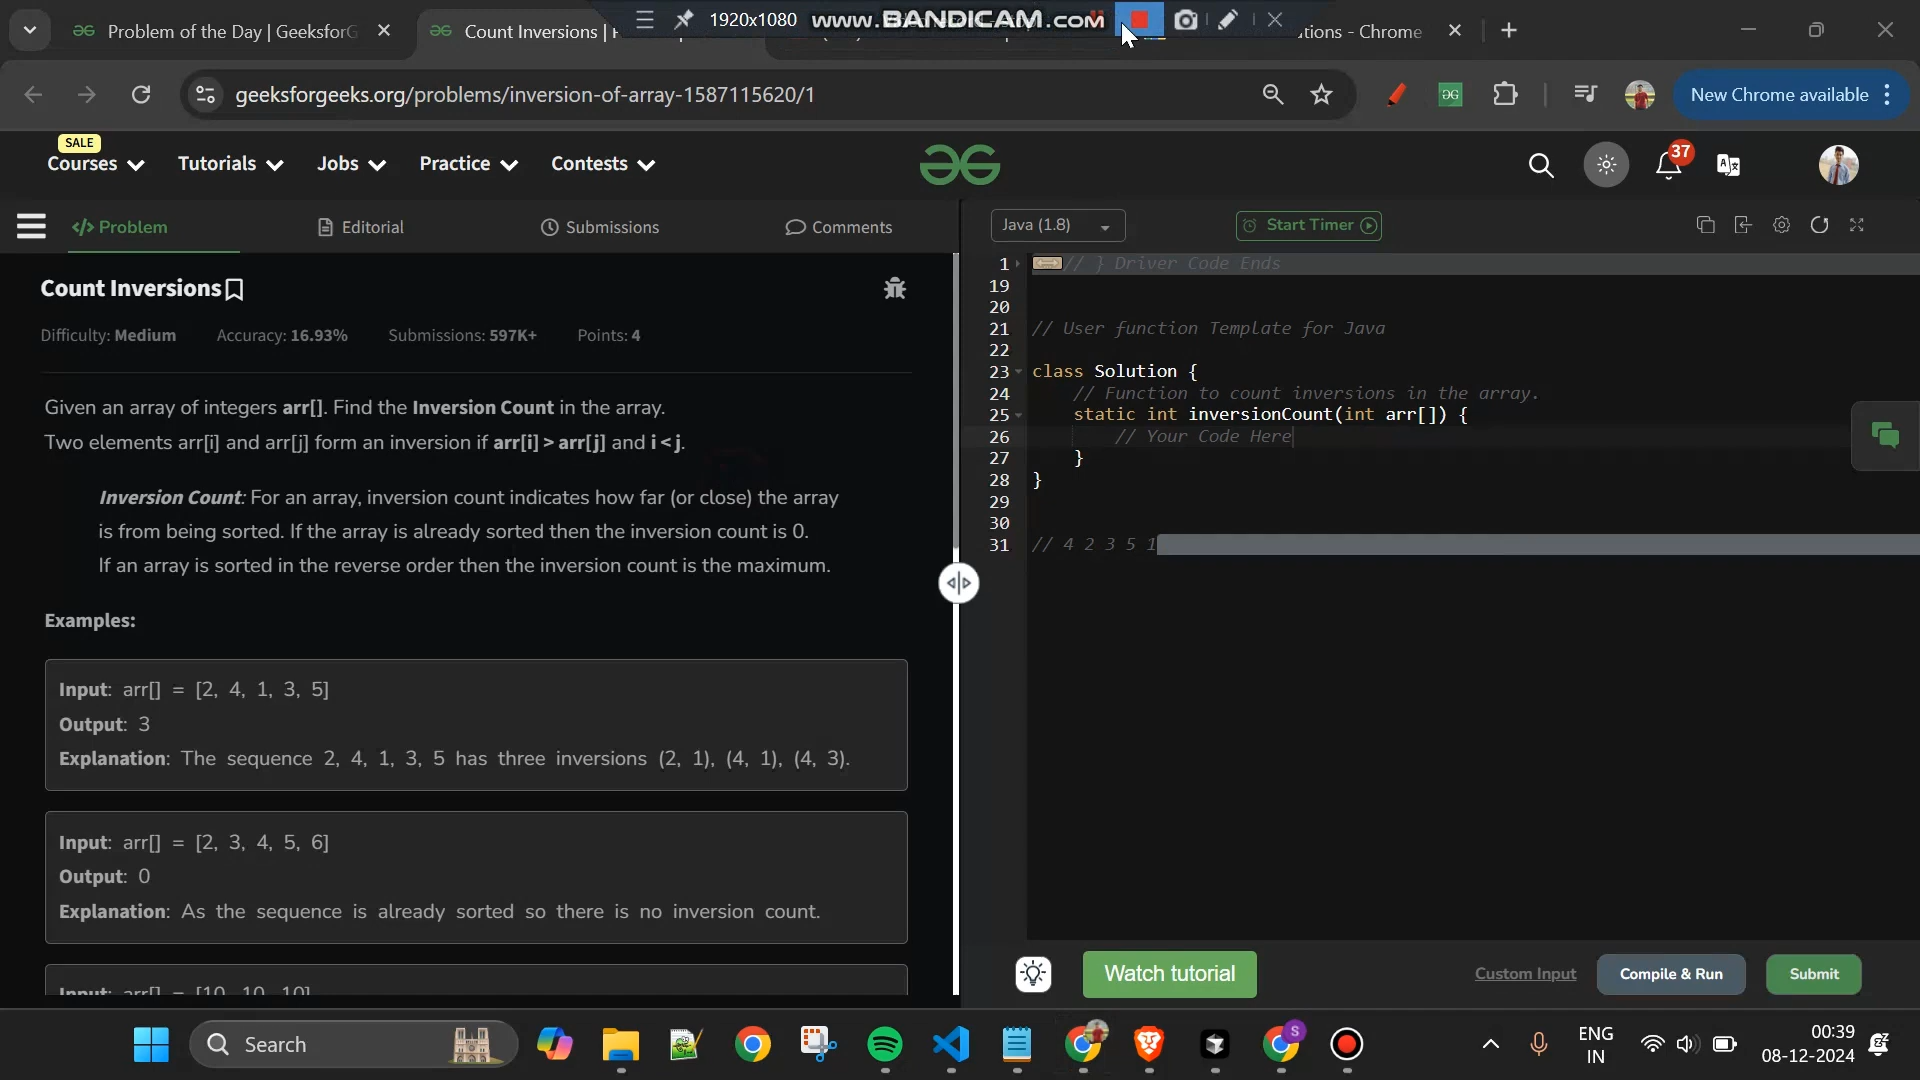 Problem of the Day | GeeksforG
Count Inversions |
1920x1080
www.BANDICAM.com
tions - Chrome
geeksforgeeks.org/problems/inversion-of-array-1587115620/1
New Chrome available
SALE
Courses
Tutorials
Jobs
Practice
Contests
37
Problem
Editorial
Submissions
Comments
Java (1.8)
Start Timer
Count Inversions
Difficulty: Medium
Accuracy: 16.93%
Submissions: 597K+
Points: 4
Given an array of integers arr[]. Find the Inversion Count in the array.
Two elements arr[i] and arr[j] form an inversion if arr[i] > arr[j] and i < j.
Inversion Count: For an array, inversion count indicates how far (or close) the array
is from being sorted. If the array is already sorted then the inversion count is 0.
If an array is sorted in the reverse order then the inversion count is the maximum.
Examples:
Input: arr[] = [2, 4, 1, 3, 5]
Output: 3
Explanation: The sequence 2, 4, 1, 3, 5 has three inversions (2, 1), (4, 1), (4, 3).
Input: arr[] = [2, 3, 4, 5, 6]
Output: 0
Explanation: As the sequence is already sorted so there is no inversion count.
Input: arr[] = [10, 10, 10]
1 // } Driver Code Ends
19
20
21 // User function Template for Java
22
23 class Solution {
24 // Function to count inversions in the array.
25 static int inversionCount(int arr[]) {
26 // Your Code Here
27 }
28 }
29
30
31 // 4 2 3 5 1
Watch tutorial
Custom Input
Compile & Run
Submit
Search
S
ENG
IN
00:39
08-12-2024